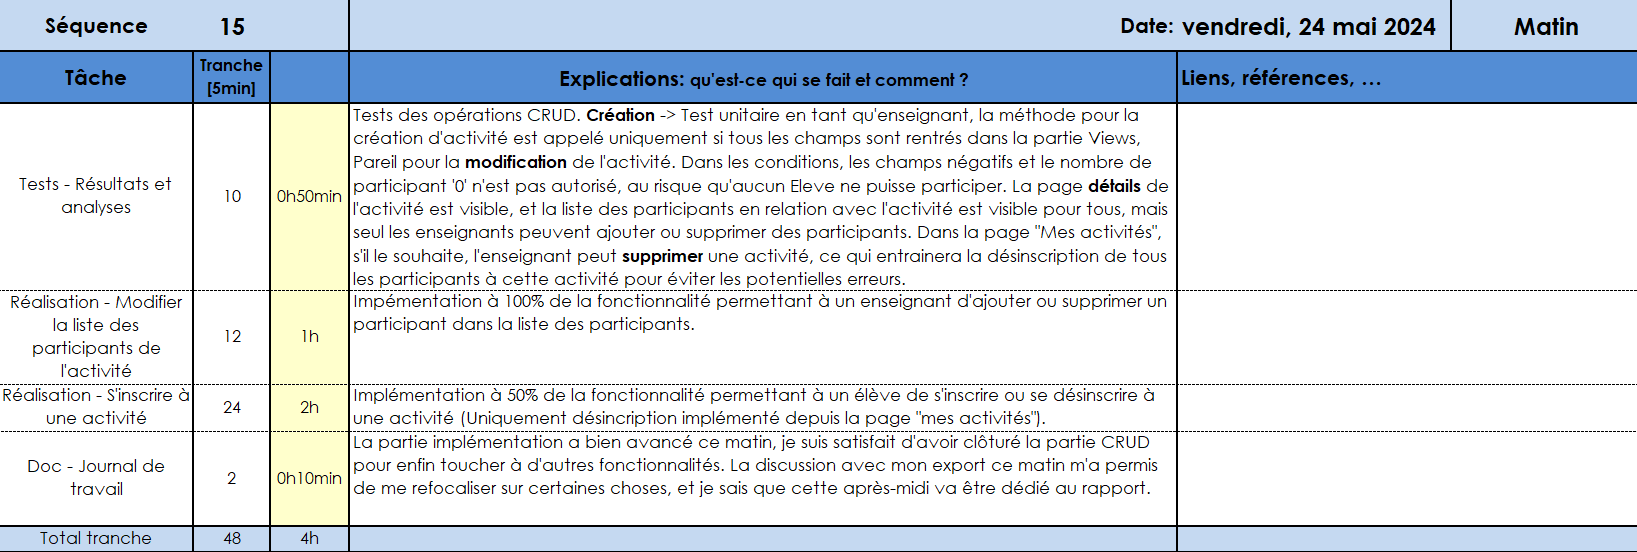 Séquence 15 Date: vendredi, 24 mai 2024 Matin
Tâche Tranche [5min] Explications: qu'est-ce qui se fait et comment ? Liens, références, ...
Tests - Résultats et
analyses
10
0h50min
Tests des opérations CRUD. Création -> Test unitaire en tant qu'enseignant, la méthode pour la
création d'activité est appelé uniquement si tous les champs sont rentrés dans la partie Views,
Pareil pour la modification de l'activité. Dans les conditions, les champs négatifs et le nombre de
participant '0' n'est pas autorisé, au risque qu'aucun Eleve ne puisse participer. La page détails de
l'activité est visible, et la liste des participants en relation avec l'activité est visible pour tous, mais
seul les enseignants peuvent ajouter ou supprimer des participants. Dans la page "Mes activités",
s'il le souhaite, l'enseignant peut supprimer une activité, ce qui entrainera la désinscription de tous
les participants à cette activité pour éviter les potentielles erreurs.
Réalisation - Modifier
la liste des
participants de
l'activité
12
1h
Impémentation à 100% de la fonctionnalité permettant à un enseignant d'ajouter ou supprimer un
participant dans la liste des participants.
Réalisation - S'inscrire à
une activité
24
2h
Implémentation à 50% de la fonctionnalité permettant à un élève de s'inscrire ou se désinscrire à
une activité (Uniquement désincription implémenté depuis la page "mes activités").
Doc - Journal de
travail
2
0h10min
La partie implémentation a bien avancé ce matin, je suis satisfait d'avoir clôturé la partie CRUD
pour enfin toucher à d'autres fonctionnalités. La discussion avec mon export ce matin m'a permis
de me refocaliser sur certaines choses, et je sais que cette après-midi va être dédié au rapport.
Total tranche 48 4h